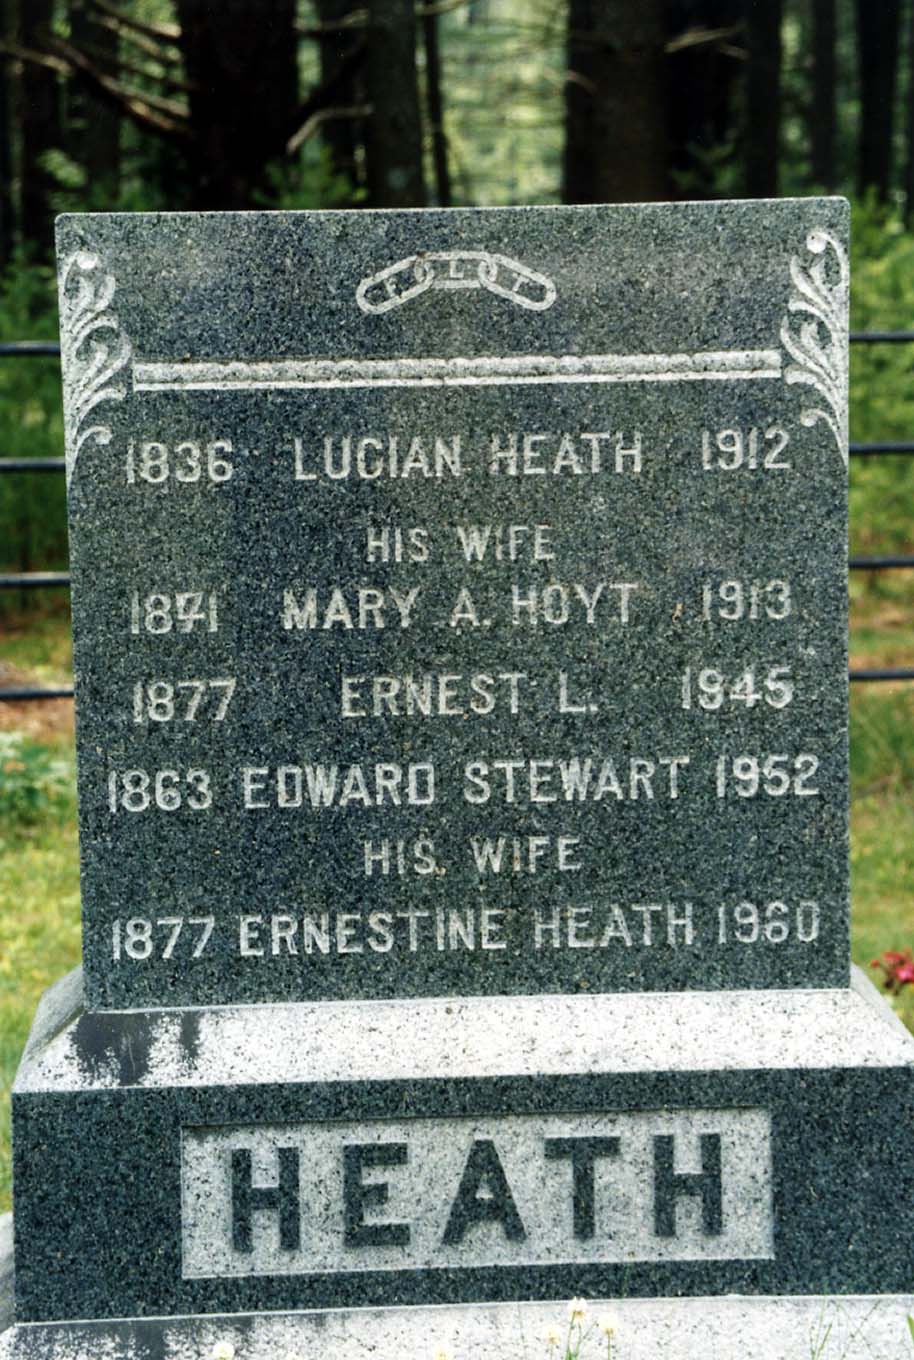 F L T
1836 LUCIAN HEATH 1912
HIS WIFE
1841 MARY A. HOYT 1913
1877 ERNEST L. 1945
1863 EDWARD STEWART 1952
HIS WIFE
1877 ERNESTINE HEATH 1960
HEATH